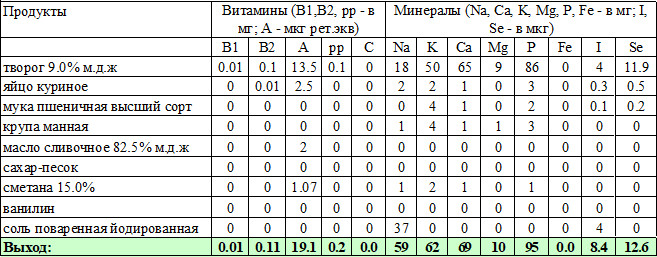 Продукты Витамины (B1,B2, pp - в мг; A - мкг рет.экв) Минералы (Na, Ca, K, Mg, P, Fe - в мг; I, Se - в мкг)
B1 B2 A pp C Na K Ca Mg P Fe I Se
творог 9.0% м.д.ж 0.01 0.1 13.5 0.1 0 18 50 65 9 86 0 4 11.9
яйцо куриное 0 0.01 2.5 0 0 2 2 1 0 3 0 0.3 0.5
мука пшеничная высший сорт 0 0 0 0 0 0 4 1 0 2 0 0.1 0.2
крупа манная 0 0 0 0 0 1 4 1 1 3 0 0 0
масло сливочное 82.5% м.д.ж 0 0 2 0 0 0 0 0 0 0 0 0 0
сахар-песок 0 0 0 0 0 0 0 0 0 0 0 0 0
сметана 15.0% 0 0 1.07 0 0 1 2 1 0 1 0 0 0
ванилин 0 0 0 0 0 0 0 0 0 0 0 0 0
соль поваренная йодированная 0 0 0 0 0 37 0 0 0 0 0 4 0
Выход: 0.01 0.11 19.1 0.2 0.0 59 62 69 10 95 0.0 8.4 12.6